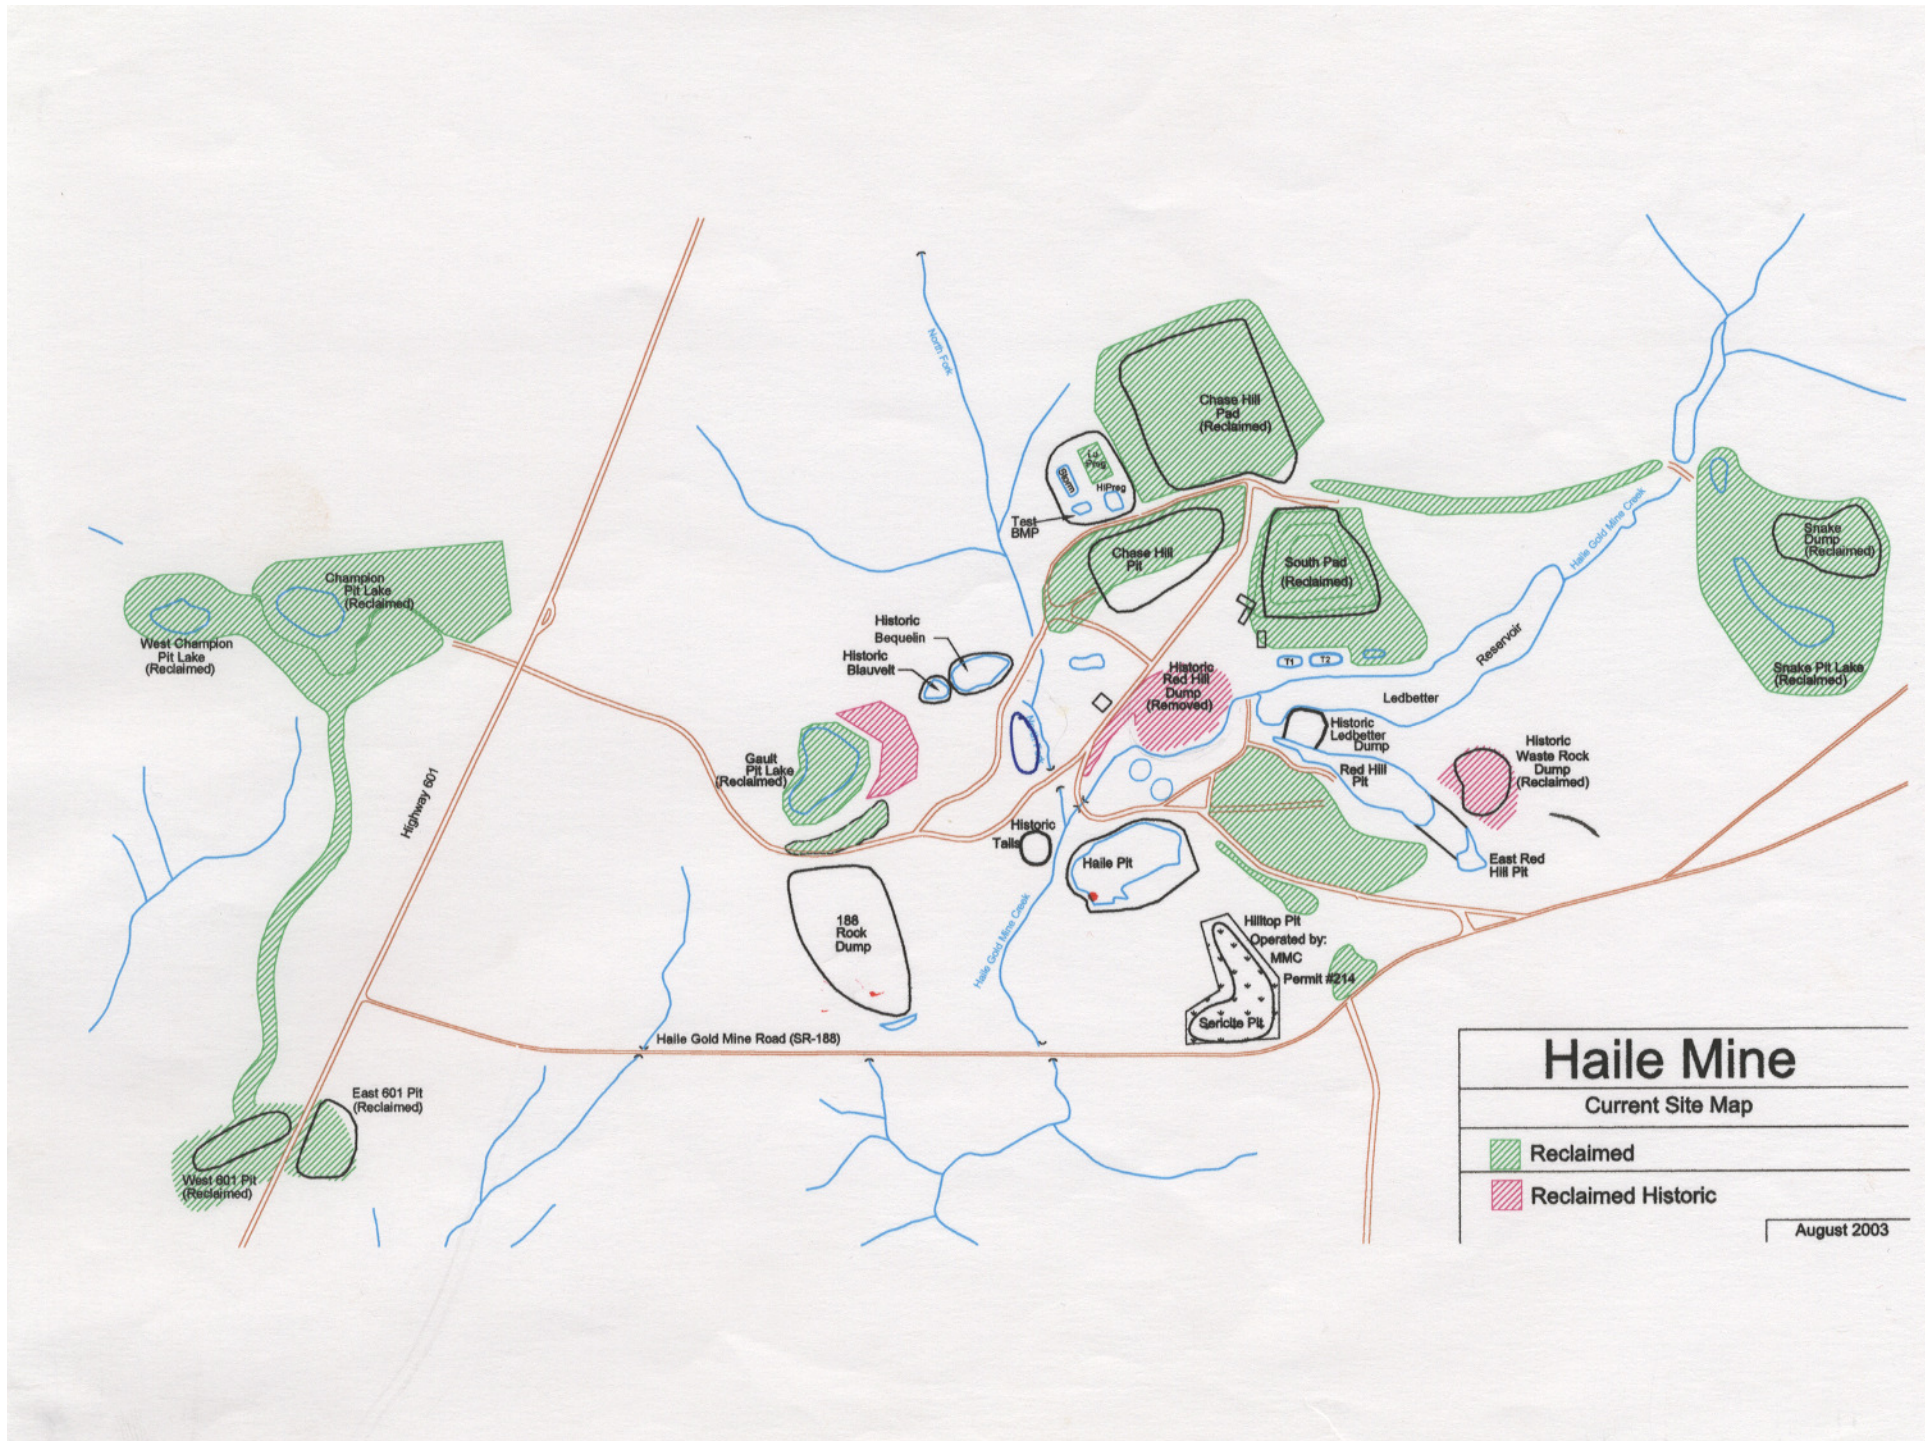 North Fork
Chase Hill
Pad
(Reclaimed)
Storm
HiPreg
Test
BMP
Chase Hill
Pit
South Pad
(Reclaimed)
Haile Gold Mine Creek
Snake
Dump
(Reclaimed)
Champion
Pit Lake
(Reclaimed)
West Champion
Pit Lake
(Reclaimed)
Historic
Bequelin
Historic
Blauvelt
Historic
Red Hill
Dump
(Removed)
T1
T2
Reservoir
Ledbetter
Snake Pit Lake
(Reclaimed)
Historic
Ledbetter
Dump
Gault
Pit Lake
(Reclaimed)
Red Hill
Pit
Historic
Waste Rock
Dump
(Reclaimed)
Highway 601
Historic
Tails
Haile Pit
East Red
Hill Pit
188
Rock
Dump
Haile Gold Mine Creek
Hilltop Pit
Operated by:
MMC
Permit #214
Sericite Pit
Haile Gold Mine Road (SR-188)
East 601 Pit
(Reclaimed)
West 601 Pit
(Reclaimed)
Haile Mine
Current Site Map
Reclaimed
Reclaimed Historic
August 2003